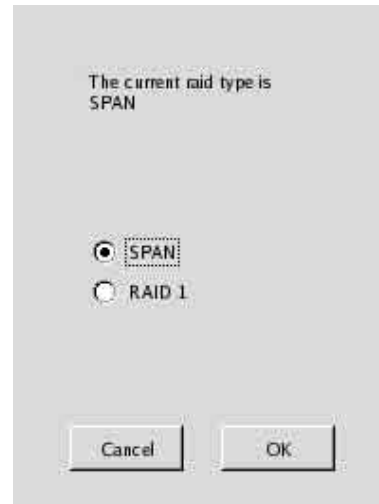 The current raid type is
SPAN
SPAN
RAID 1
Cancel
OK